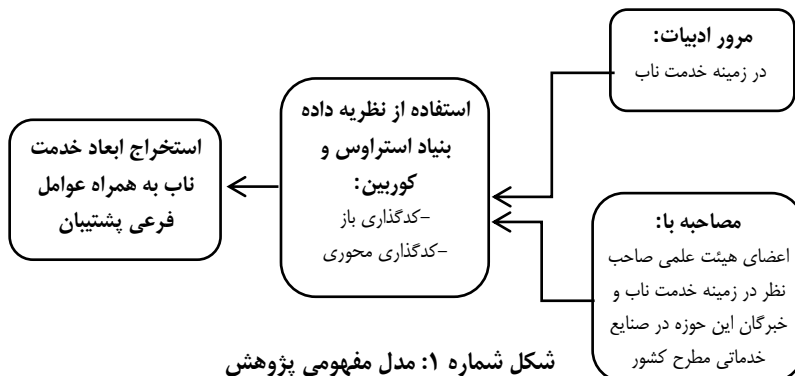 مرور ادبیات:
در زمینه خدمت ناب
مصاحبه با:
اعضای هیئت علمی صاحب
نظر در زمینه خدمت ناب و
خبرگان این حوزه در صنایع
خدماتی مطرح کشور
استفاده از نظریه داده
بنیاد استراوس و
کوربین:
-کدگذاری باز
-کدگذاری محوری
استخراج ابعاد خدمت
ناب به همراه عوامل
فرعی پشتیبان
شکل شماره ۱: مدل مفهومی پژوهش